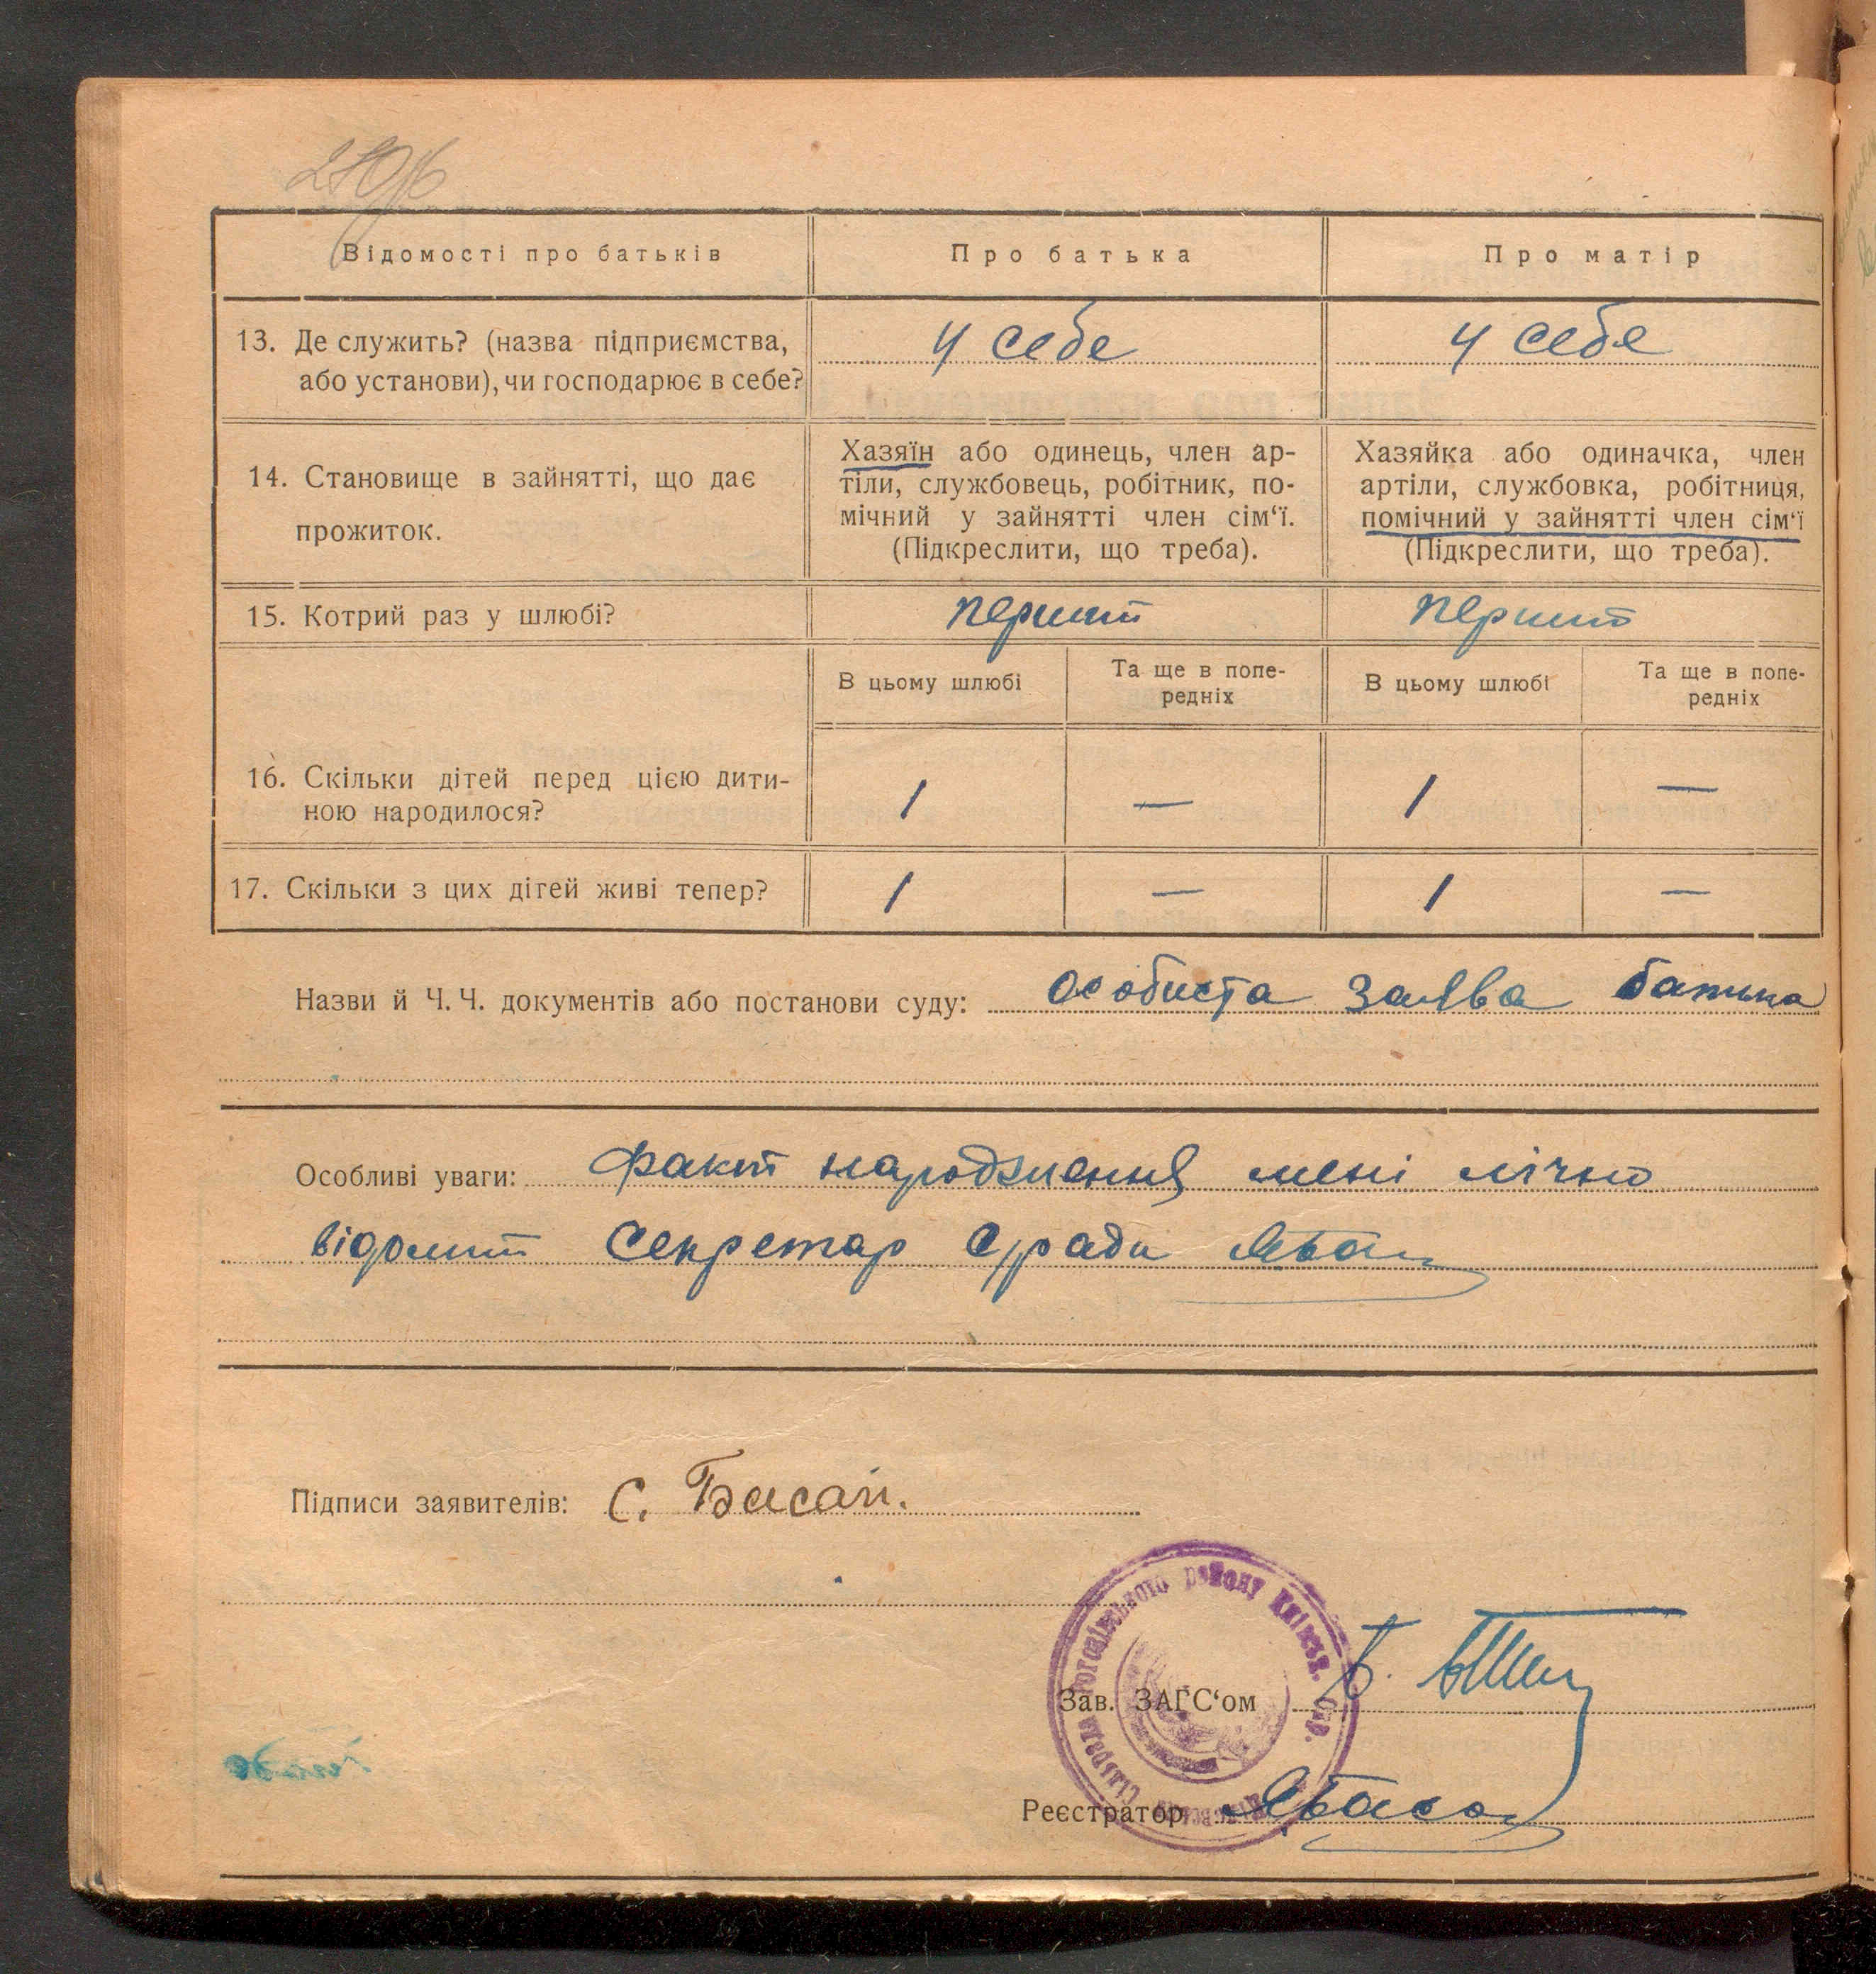 Відомості про батьків
Про батька
Про матір
13. Де служить? (назва підприємства,
або установи), чи господарює в себе?
У себе
У себе
14. Становище в зайнятті, що дає
прожиток.
Хазяїн або одинець, член ар-
тіли, службовець, робітник, по-
мічний у зайнятті член сім‘ї.
(Підкреслити, що треба).
Хазяйка або одиначка, член
артіли, службовка, робітниця,
помічний у зайнятті член сім‘ї
(Підкреслити, що треба).
15. Котрий раз у шлюбі?
перший
перший
В цьому шлюбі
Та ще в попе-
редніх
В цьому шлюбі
Та ще в попе-
редніх
16. Скільки дітей перед цією дити-
ною народилося?
1
—
1
—
17. Скільки з цих дітей живі тепер?
1
—
1
—
Назви й Ч. Ч. документів або постанови суду: особиста заява батька
Особливі уваги: факт народження мені лічно
відомит Секретар с/ради
Підписи заявителів: С. Басан.
району
Зав. ЗАГС‘ом
Реєстратор